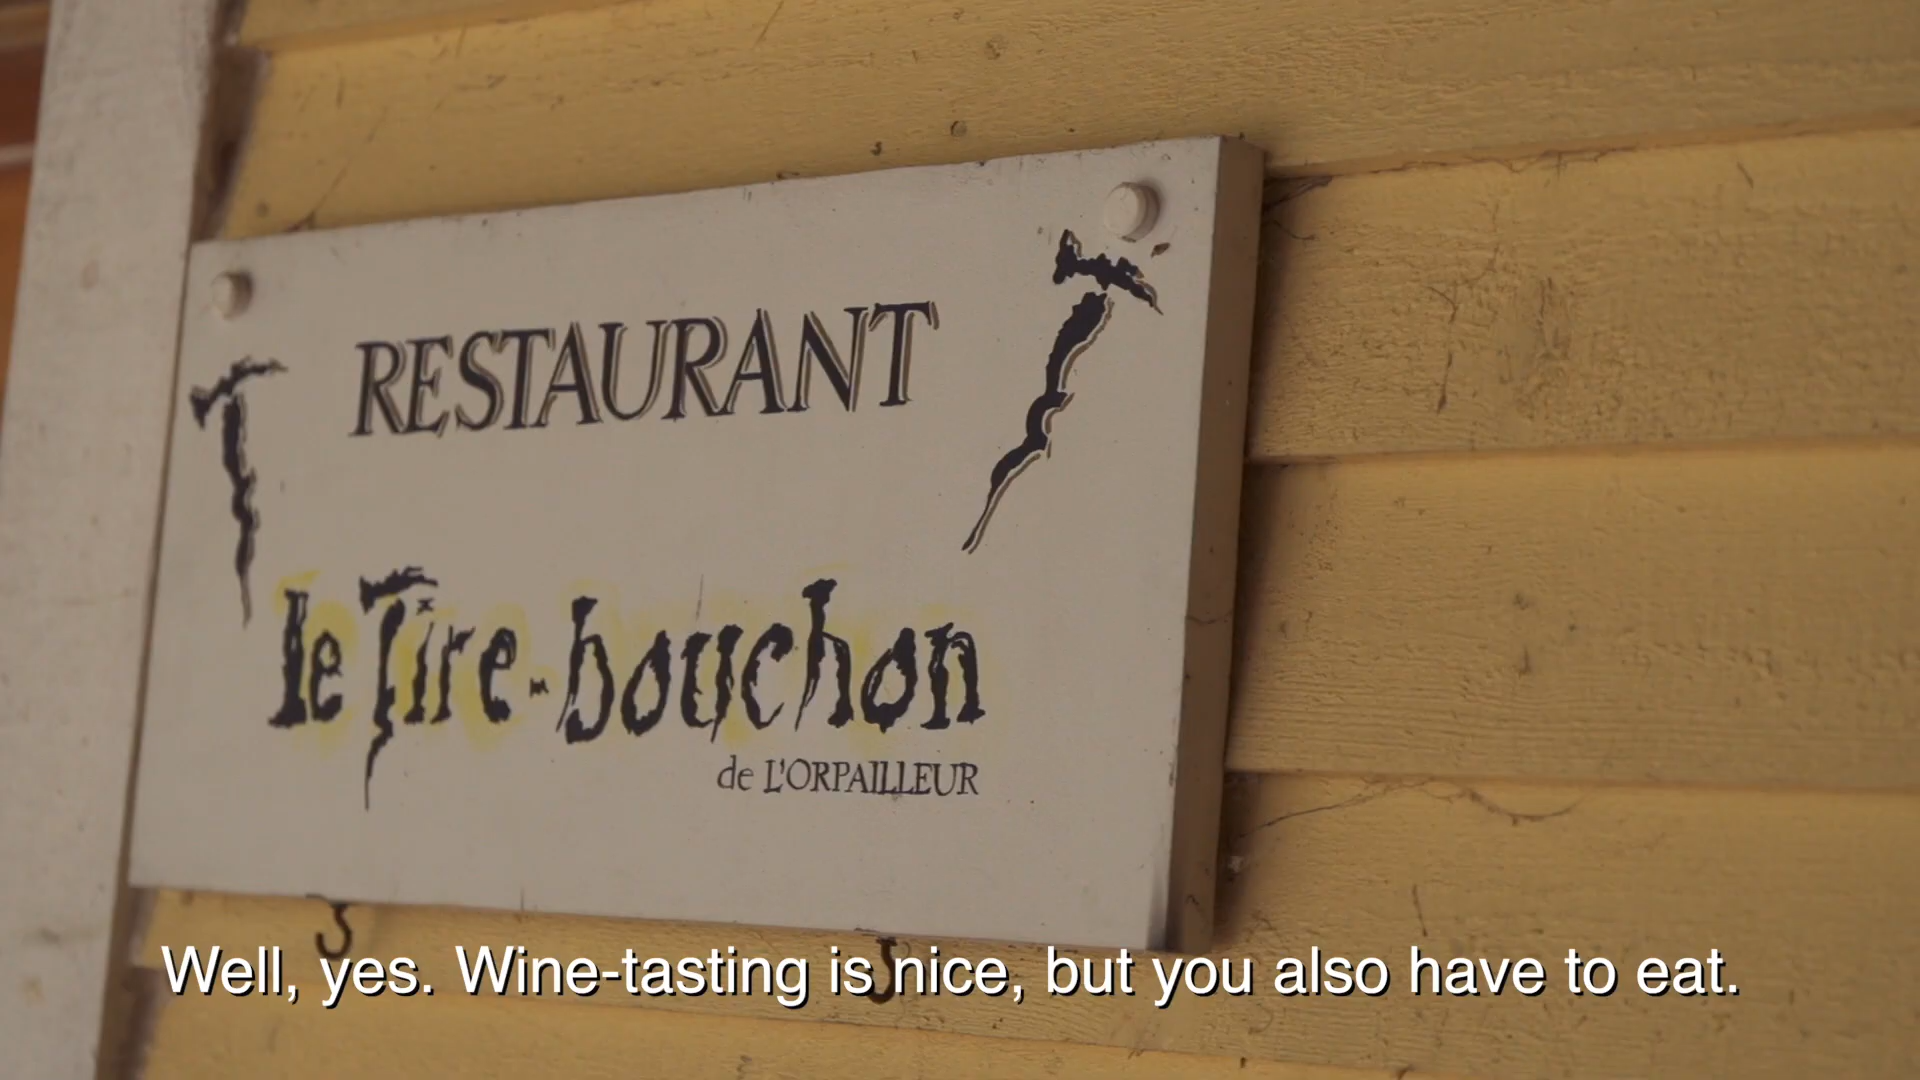 RESTAURANT
le Tire-bouchon
de L'ORPAILLEUR
Well, yes. Wine-tasting is nice, but you also have to eat.